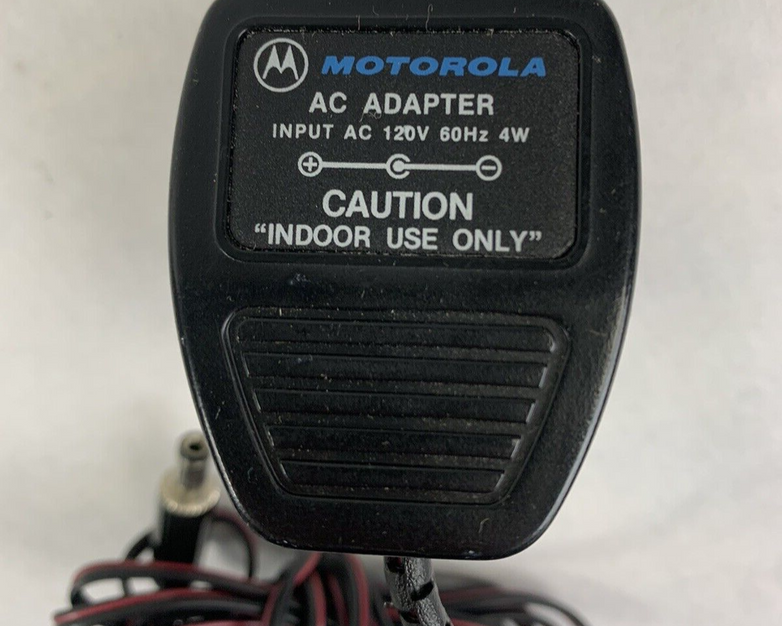 MOTOROLA
AC ADAPTER
INPUT AC 120V 60Hz 4W
CAUTION
“INDOOR USE ONLY”